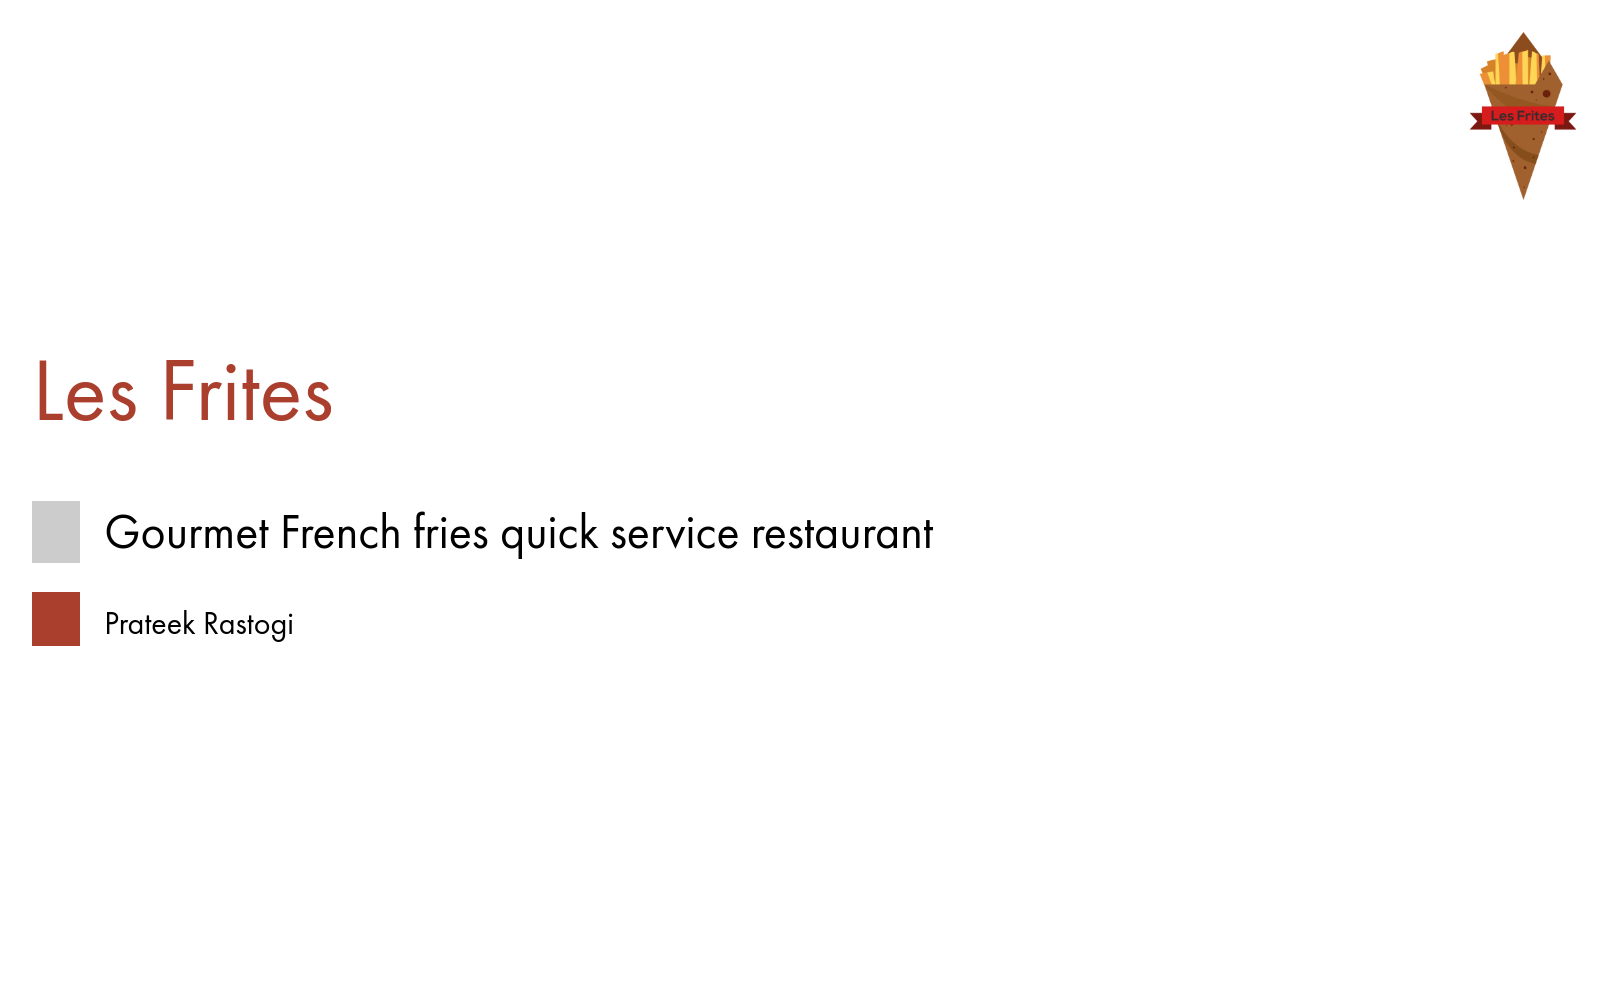 Les Frites
Les Frites
Gourmet French fries quick service restaurant
Prateek Rastogi